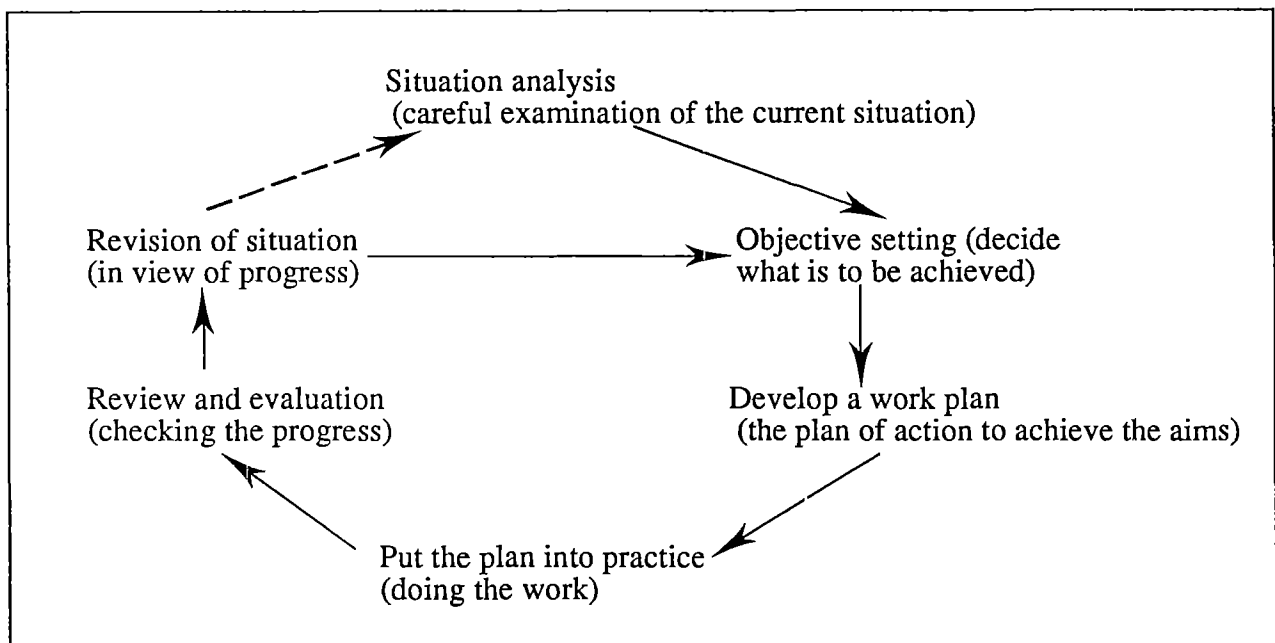 Situation analysis
(careful examination of the current situation)
Revision of situation
(in view of progress)
Objective setting (decide
what is to be achieved)
Review and evaluation
(checking the progress)
Develop a work plan
(the plan of action to achieve the aims)
Put the plan into practice
(doing the work)